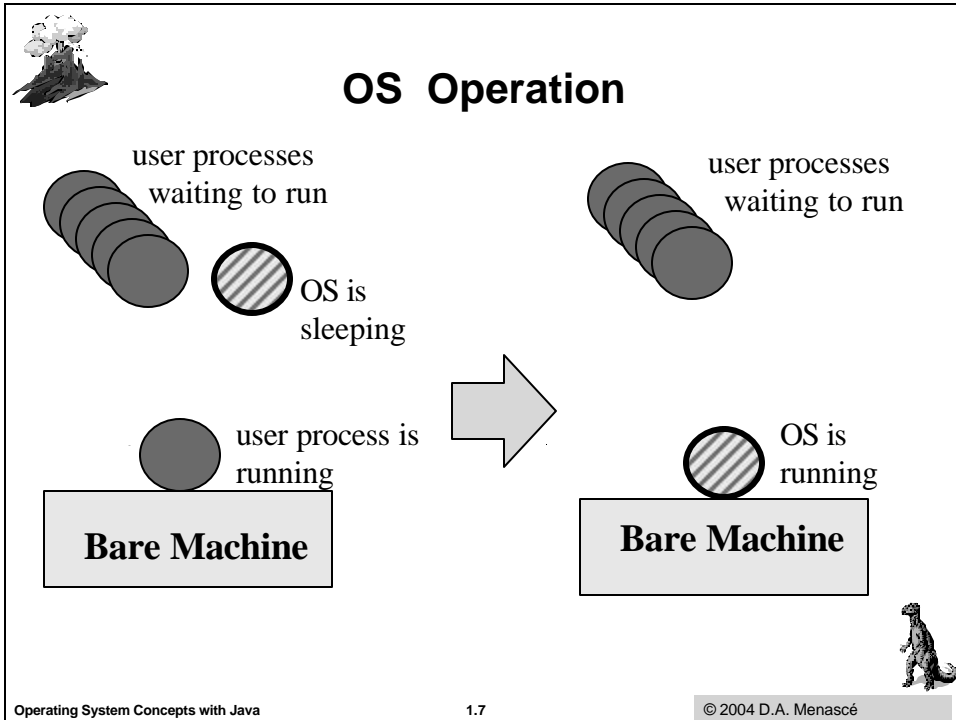 OS Operation
user processes
waiting to run
OS is
sleeping
user process is
running
Bare Machine
user processes
waiting to run
OS is
running
Bare Machine
Operating System Concepts with Java
1.7
© 2004 D.A. Menascé